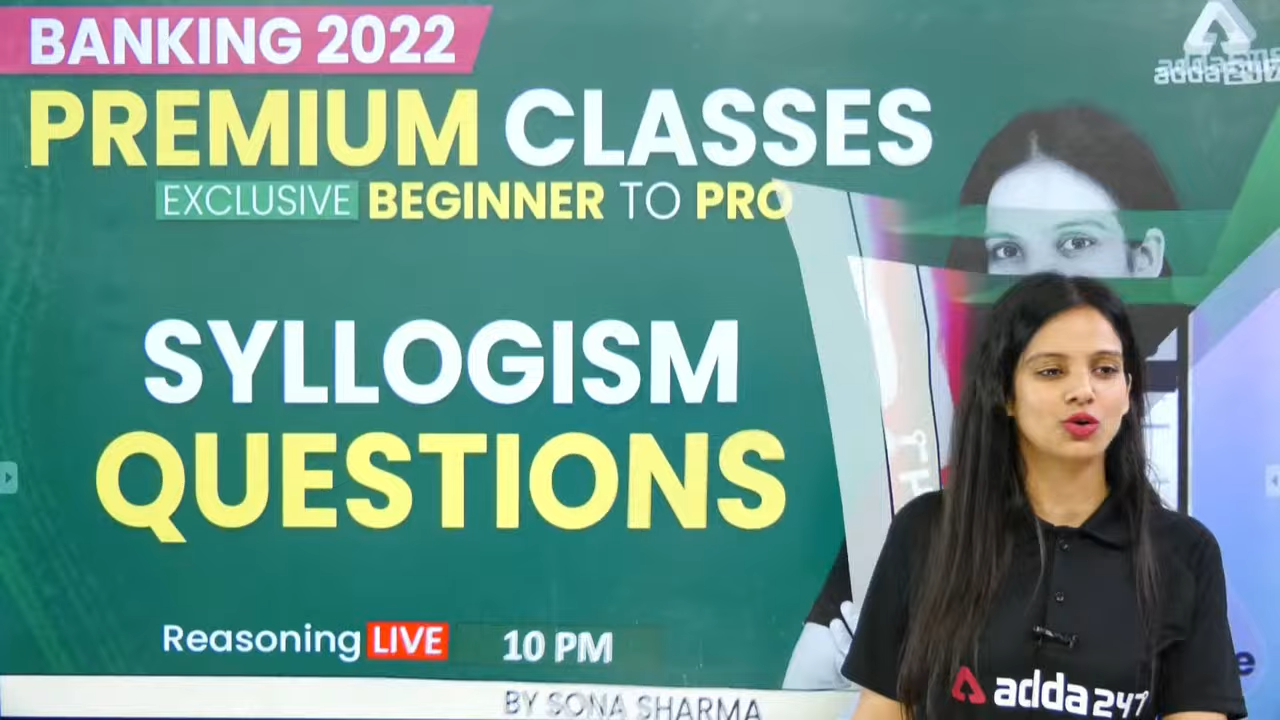 BANKING 2022
PREMIUM CLASSES
EXCLUSIVE BEGINNER TO PRO
SYLLOGISM
QUESTIONS
Reasoning LIVE 10 PM
BY SONA SHARMA
adda247
adda247